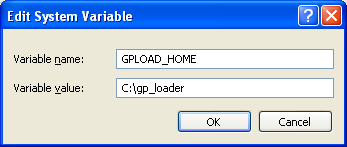 Edit System Variable
Variable name: GPLOAD_HOME
Variable value: C:\gp_loader
OK Cancel